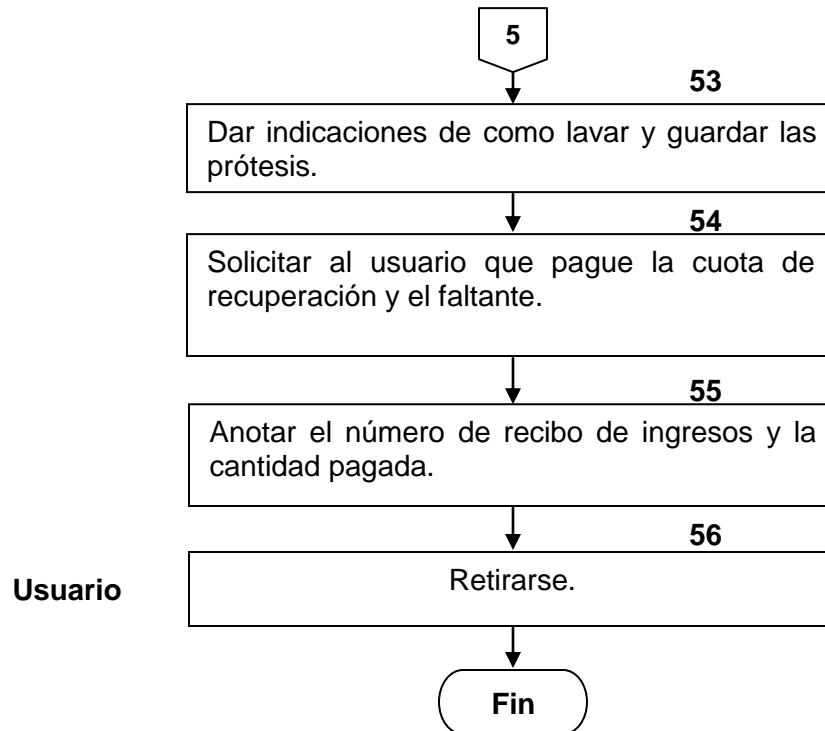 5
53
Dar indicaciones de como lavar y guardar las
prótesis.
54
Solicitar al usuario que pague la cuota de
recuperación y el faltante.
55
Anotar el número de recibo de ingresos y la
cantidad pagada.
56
Usuario
Retirarse.
Fin